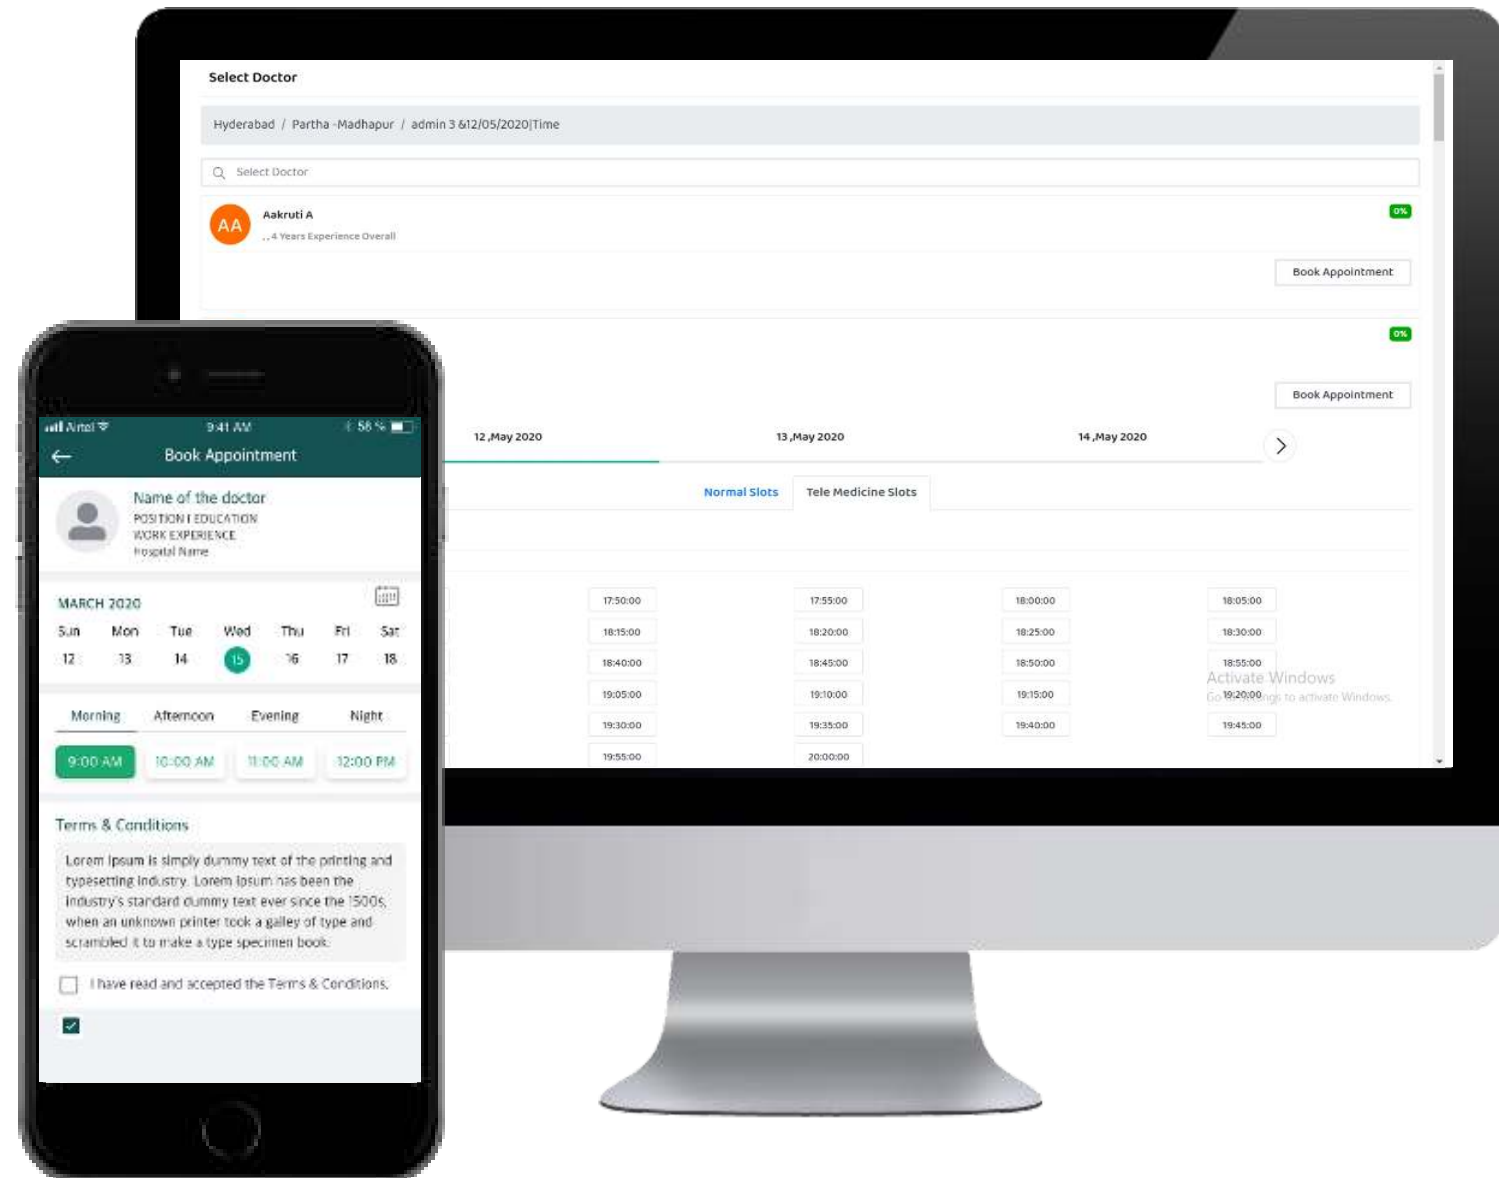 Select Doctor
Hyderabad / Partha -Madhapur / admin 3 &12/05/2020|Time
Select Doctor
AA
Aakruti A
0%
, , 4 Years Experience Overall
Book Appointment
0%
Book Appointment
12 ,May 2020 13 ,May 2020 14 ,May 2020
Normal Slots Tele Medicine Slots
17:50:00 17:55:00 18:00:00 18:05:00
18:15:00 18:20:00 18:25:00 18:30:00
18:40:00 18:45:00 18:50:00 18:55:00
Activate Windows
19:05:00 19:10:00 19:15:00 19:20:00
Go to Settings to activate Windows.
19:30:00 19:35:00 19:40:00 19:45:00
19:55:00 20:00:00
Airtel 9:41 AM 58 %
Book Appointment
Name of the doctor
POSITION I EDUCATION
WORK EXPERIENCE
Hospital Name
MARCH 2020
Sun Mon Tue Wed Thu Fri Sat
12 13 14 15 16 17 18
Morning Afternoon Evening Night
9:00 AM 10:00 AM 11:00 AM 12:00 PM
Terms & Conditions
Lorem Ipsum is simply dummy text of the printing and
typesetting industry. Lorem Ipsum has been the
industry's standard dummy text ever since the 1500s,
when an unknown printer took a galley of type and
scrambled it to make a type specimen book.
I have read and accepted the Terms & Conditions.